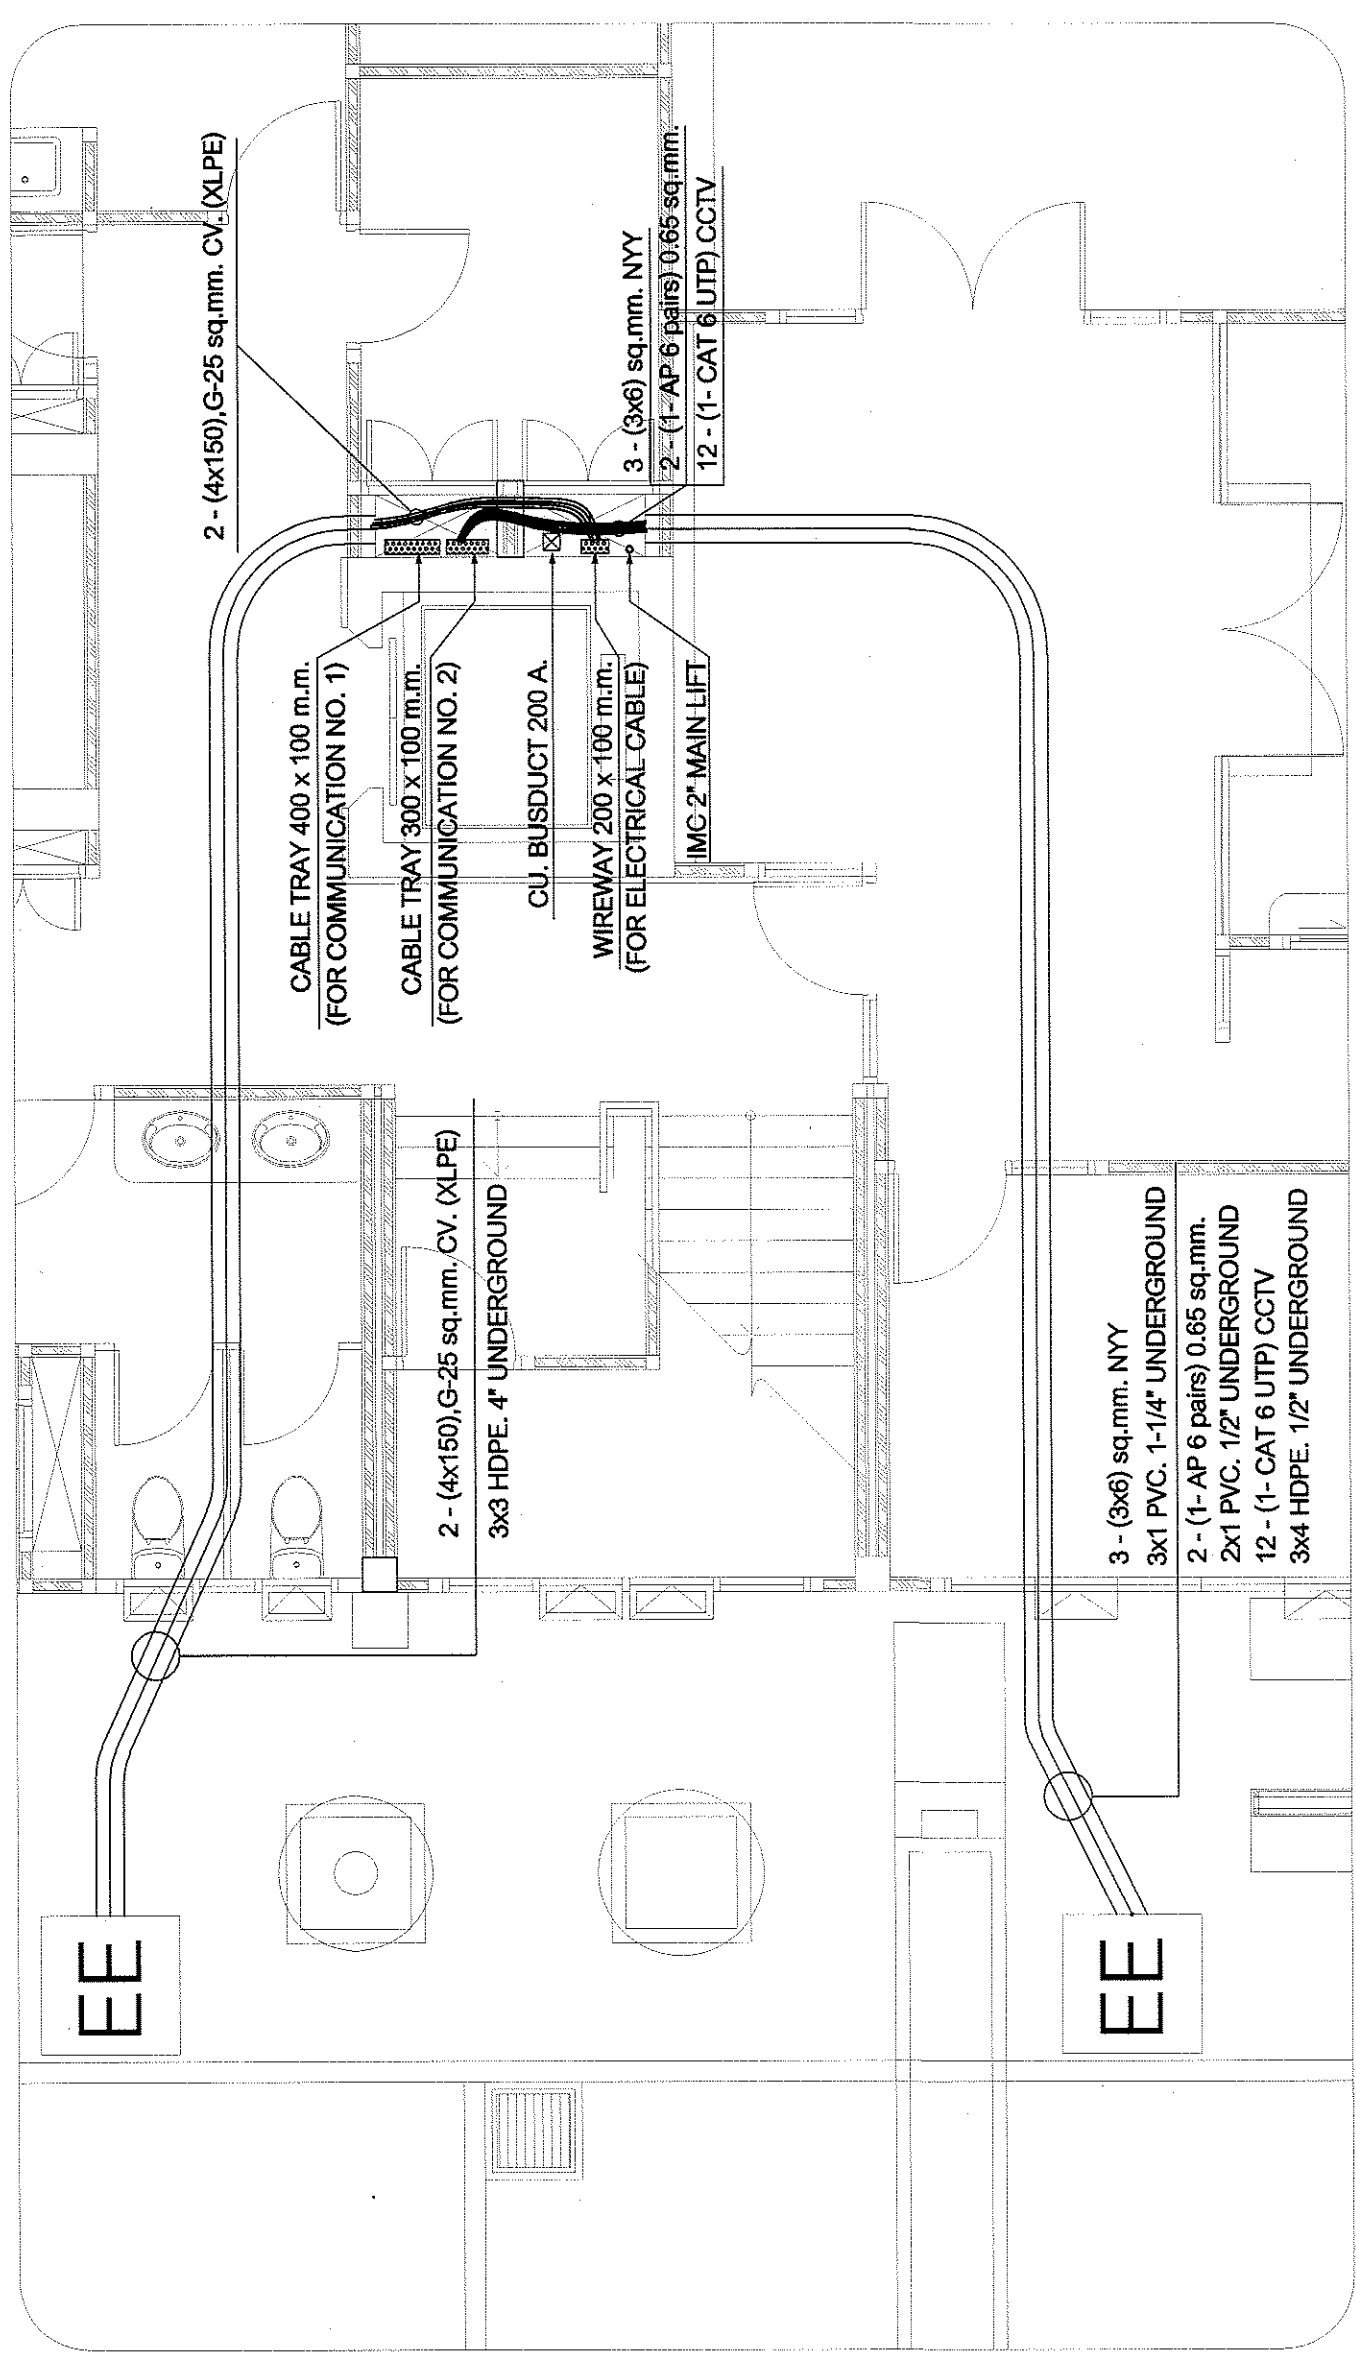 2 - (4x150),G-25 sq.mm. CV. (XLPE)
3 - (3x6) sq.mm. NYY
2 - (1- AP 6 pairs) 0.65 sq.mm.
12 - (1- CAT 6 UTP) CCTV
CABLE TRAY 400 x 100 m.m.
(FOR COMMUNICATION NO. 1)
CABLE TRAY 300 x 100 m.m.
(FOR COMMUNICATION NO. 2)
CU. BUSDUCT 200 A.
WIREWAY 200 x 100 m.m.
(FOR ELECTRICAL CABLE)
IMC 2" MAIN LIFT
2 - (4x150),G-25 sq.mm. CV. (XLPE)
3x3 HDPE. 4" UNDERGROUND
3 - (3x6) sq.mm. NYY
3x1 PVC. 1-1/4" UNDERGROUND
2 - (1- AP 6 pairs) 0.65 sq.mm.
2x1 PVC. 1/2" UNDERGROUND
12 - (1- CAT 6 UTP) CCTV
3x4 HDPE. 1/2" UNDERGROUND
EE
EE